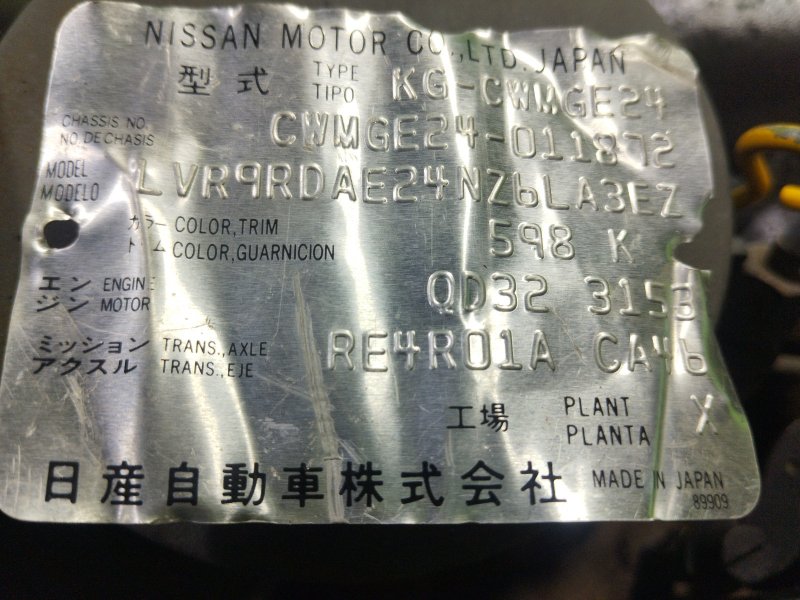 NISSAN MOTOR CO.,LTD. JAPAN
型式 TYPE TIPO KG-CWMGE24
CHASSIS NO. NO. DE CHASIS CWMGE24-011872
MODEL MODELO LVR9RDAE24NZ6LA3EZ
カラー COLOR,TRIM
トリム COLOR,GUARNICION 598 K
エン ENGINE
ジン MOTOR QD32 3153
ミッション TRANS.,AXLE
アクスル TRANS.,EJE RE4R01A CA46
工場 PLANT PLANTA X
日産自動車株式会社 MADE IN JAPAN
89909